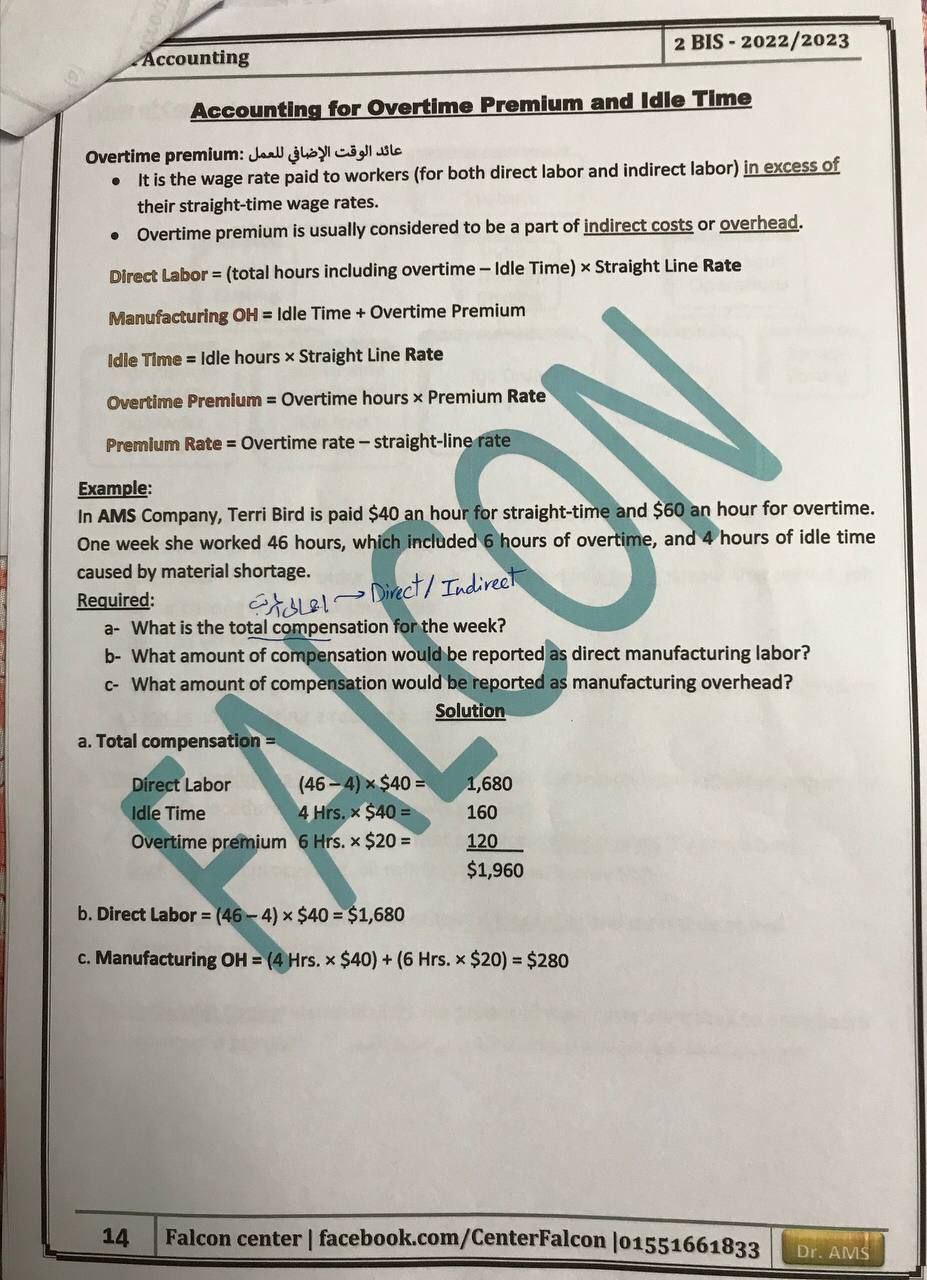 Accounting
2 BIS - 2022/2023
Accounting for Overtime Premium and Idle Time
Overtime premium: عائد الوقت الإضافي للعمل
• It is the wage rate paid to workers (for both direct labor and indirect labor) in excess of
their straight-time wage rates.
• Overtime premium is usually considered to be a part of indirect costs or overhead.
Direct Labor = (total hours including overtime – Idle Time) × Straight Line Rate
Manufacturing OH = Idle Time + Overtime Premium
Idle Time = Idle hours × Straight Line Rate
Overtime Premium = Overtime hours × Premium Rate
Premium Rate = Overtime rate – straight-line rate
Example:
In AMS Company, Terri Bird is paid $40 an hour for straight-time and $60 an hour for overtime.
One week she worked 46 hours, which included 6 hours of overtime, and 4 hours of idle time
caused by material shortage.
Required:
→ Direct / Indirect
a- What is the total compensation for the week?
b- What amount of compensation would be reported as direct manufacturing labor?
c- What amount of compensation would be reported as manufacturing overhead?
Solution
a. Total compensation =
Direct Labor (46 – 4) × $40 = 1,680
Idle Time 4 Hrs. × $40 = 160
Overtime premium 6 Hrs. × $20 = 120
$1,960
b. Direct Labor = (46 – 4) × $40 = $1,680
c. Manufacturing OH = (4 Hrs. × $40) + (6 Hrs. × $20) = $280
FALCON
14 Falcon center | facebook.com/CenterFalcon |01551661833
Dr. AMS